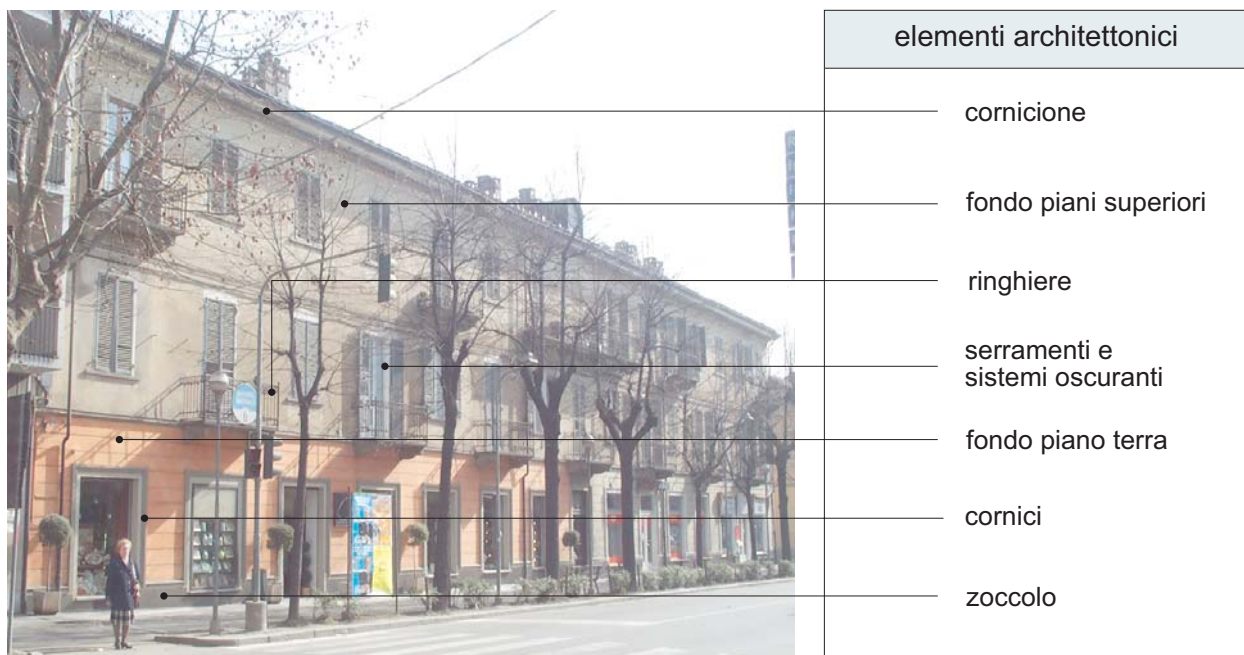 elementi architettonici
cornicione
fondo piani superiori
ringhiere
serramenti e
sistemi oscuranti
fondo piano terra
cornici
zoccolo